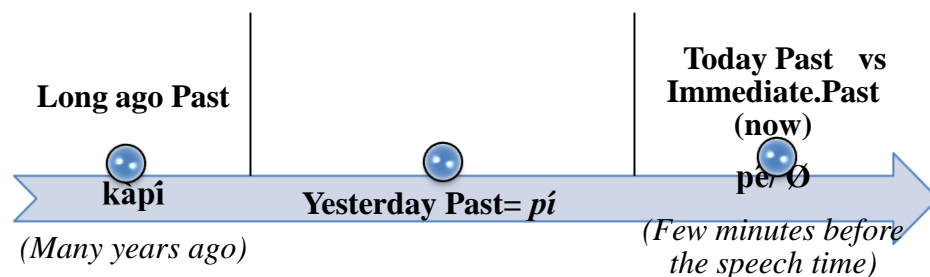 Long ago Past
kàpí
(Many years ago)
Yesterday Past= pí
Today Past vs
Immediate.Past
(now)
pé/ Ø
(Few minutes before
the speech time)